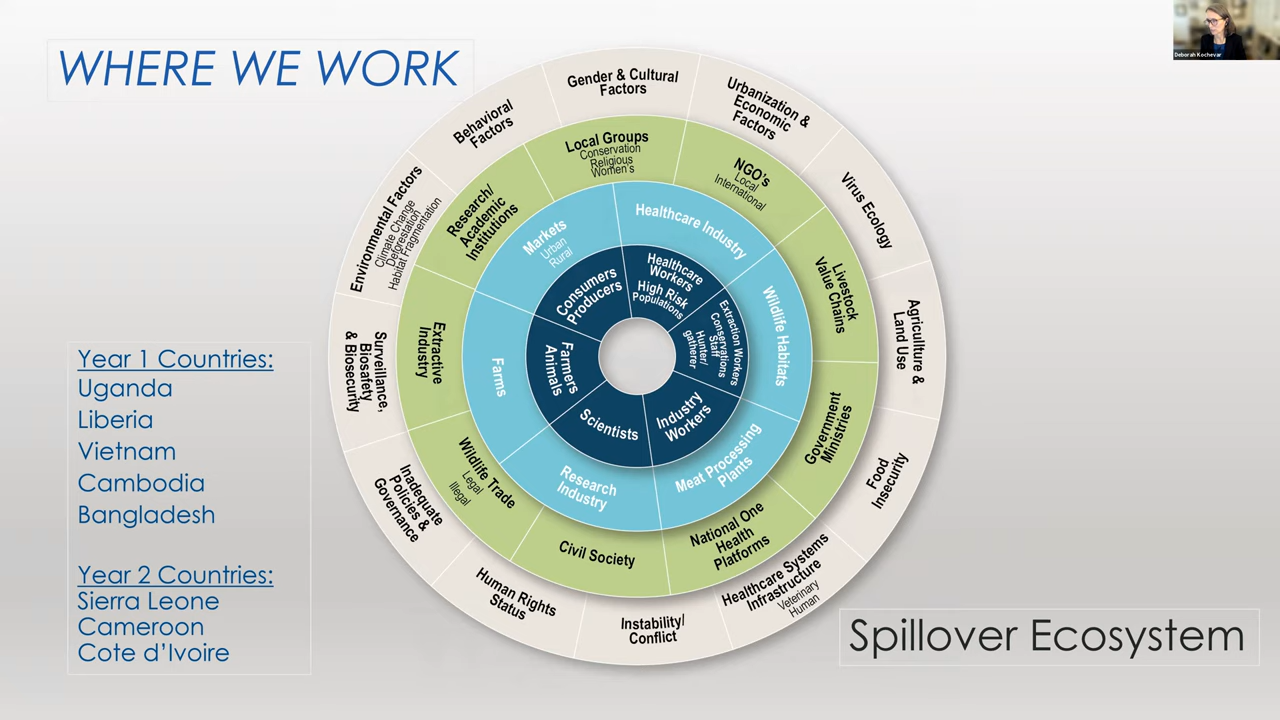 WHERE WE WORK
Deborah Kochevar
Gender & Cultural
Factors
Urbanization &
Economic
Factors
Virus Ecology
Agriculture &
Land Use
Food
Insecurity
Healthcare Systems
Infrastructure
Veterinary
Human
Instability/
Conflict
Human Rights
Status
Inadequate
Policies &
Governance
Surveillance,
Biosafety
& Biosecurity
Environmental Factors
Climate Change
Deforestation
Habitat Fragmentation
Behavioral
Factors
Local Groups
Conservation
Religious
Women's
NGO's
Local
International
Livestock
Value Chains
Government
Ministries
National One
Health
Platforms
Civil Society
Wildlife Trade
Legal
Illegal
Extractive
Industry
Research/
Academic
Institutions
Healthcare Industry
Wildlife Habitats
Meat Processing
Plants
Research
Industry
Farms
Markets
Urban
Rural
Healthcare
Workers
High Risk
Populations
Extraction Workers
Conservations
Staff
Hunter/
gatherer
Industry
Workers
Scientists
Farmers
Animals
Consumers
Producers
Year 1 Countries:
Uganda
Liberia
Vietnam
Cambodia
Bangladesh
Year 2 Countries:
Sierra Leone
Cameroon
Cote d'Ivoire
Spillover Ecosystem